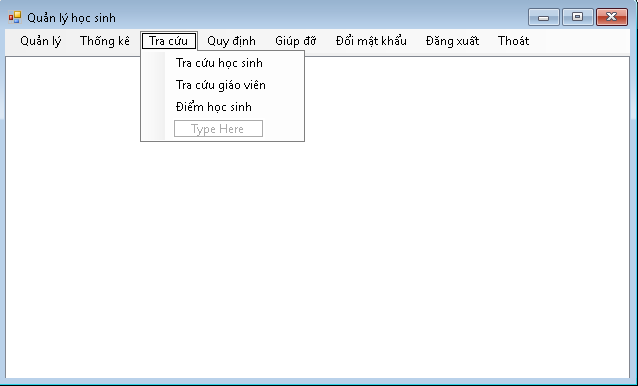 Quản lý học sinh
Quản lý Thống kê Tra cứu Quy định Giúp đỡ Đổi mật khẩu Đăng xuất Thoát
Tra cứu học sinh
Tra cứu giáo viên
Điểm học sinh
Type Here